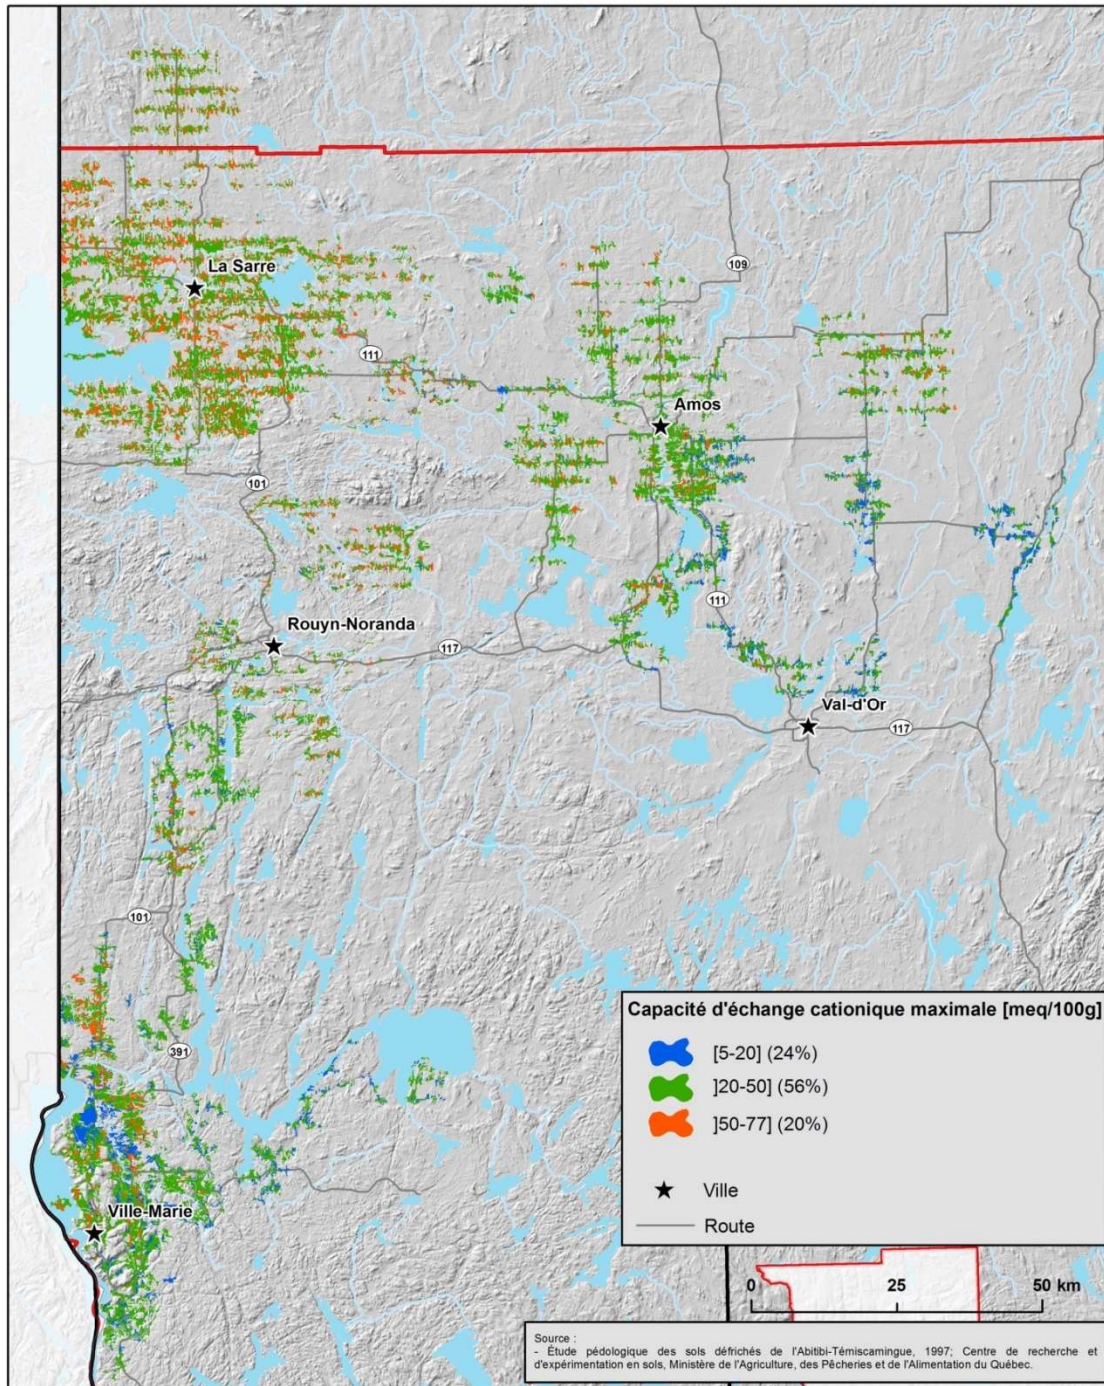 La Sarre
109
111
Amos
101
Rouyn-Noranda
117
111
Val-d'Or
117
101
391
Ville-Marie
Capacité d'échange cationique maximale [meq/100g]
[5-20] (24%)
]20-50] (56%)
]50-77] (20%)
Ville
Route
0 25 50 km
Source :
- Étude pédologique des sols défrichés de l'Abitibi-Témiscamingue, 1997; Centre de recherche et
d'expérimentation en sols, Ministère de l'Agriculture, des Pêcheries et de l'Alimentation du Québec.